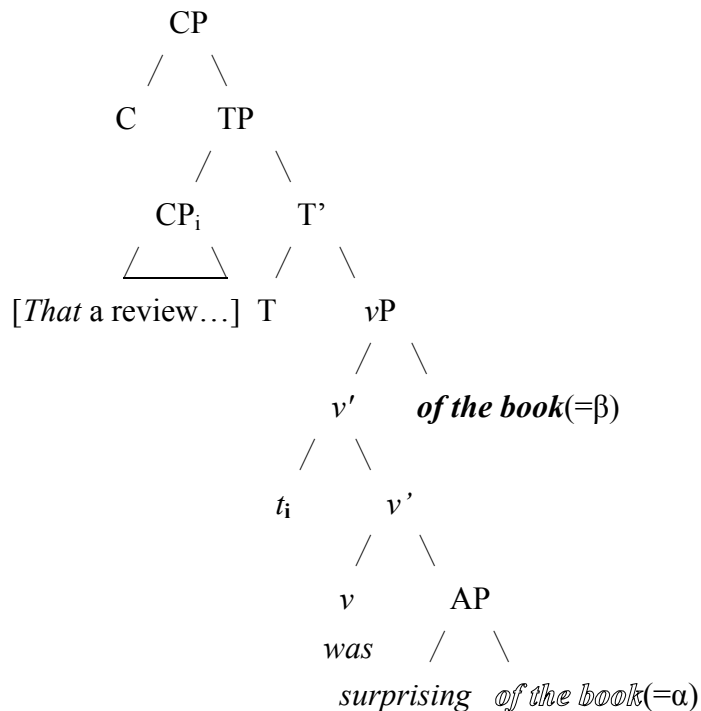 CP
C TP
CPi T’
[That a review…] T vP
v′ of the book(=β)
ti v’
v AP
was
surprising of the book(=α)